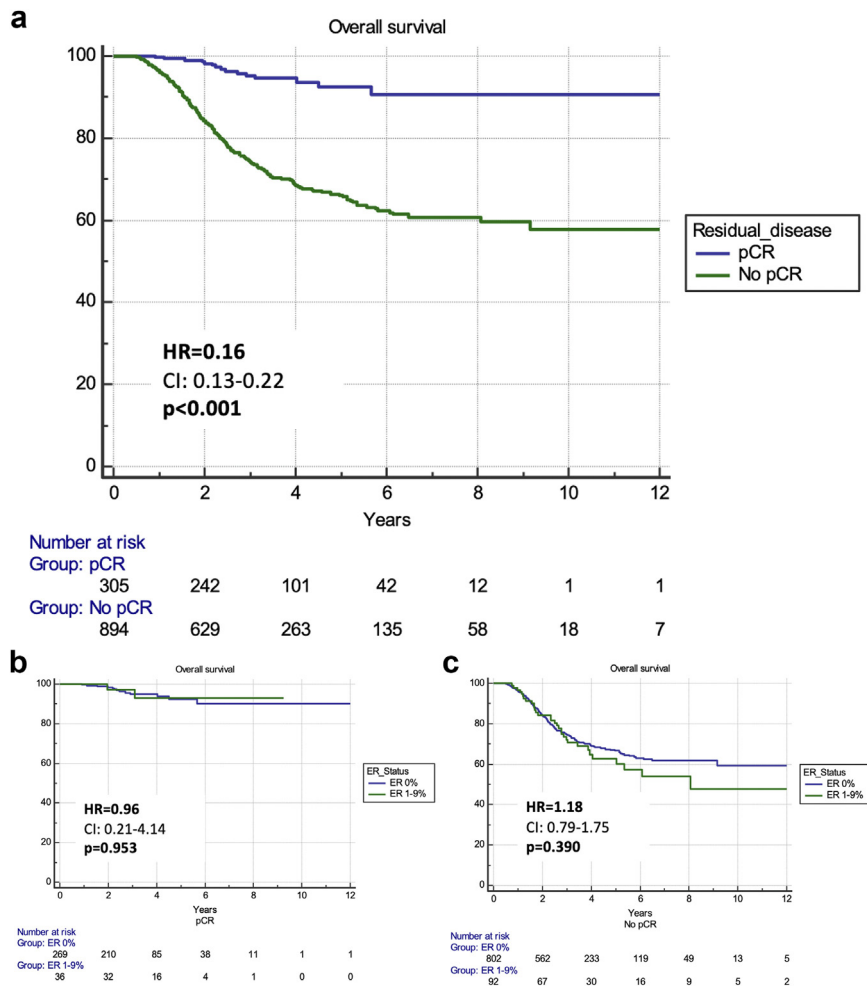 a
Overall survival
100
80
60
40
20
0
HR=0.16
CI: 0.13-0.22
p<0.001
0 2 4 6 8 10 12
Years
Residual_disease
pCR
No pCR
Number at risk
Group: pCR
305 242 101 42 12 1 1
Group: No pCR
894 629 263 135 58 18 7
b
Overall survival
100
80
60
40
20
0
HR=0.96
CI: 0.21-4.14
p=0.953
0 2 4 6 8 10 12
Years
pCR
ER_Status
ER 0%
ER 1-9%
Number at risk
Group: ER 0%
269 210 85 38 11 1 1
Group: ER 1-9%
36 32 16 4 1 0 0
c
Overall survival
100
80
60
40
20
0
HR=1.18
CI: 0.79-1.75
p=0.390
0 2 4 6 8 10 12
Years
No pCR
ER_Status
ER 0%
ER 1-9%
Number at risk
Group: ER 0%
802 562 233 119 49 13 5
Group: ER 1-9%
92 67 30 16 9 5 2